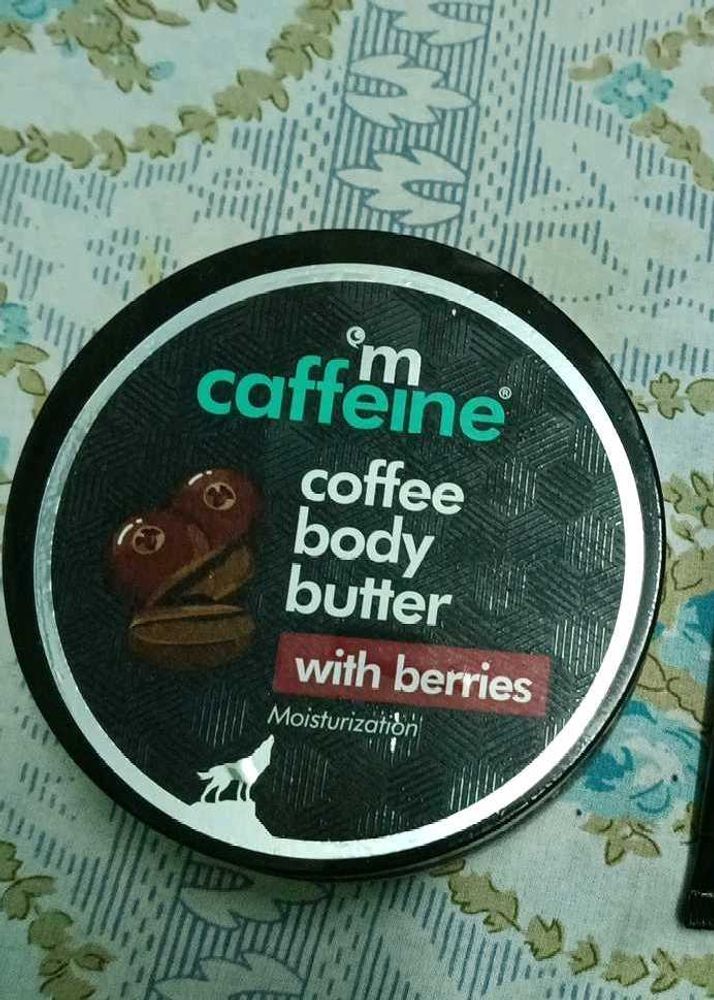 'm
caffeine®
coffee
body
butter
with berries
Moisturization